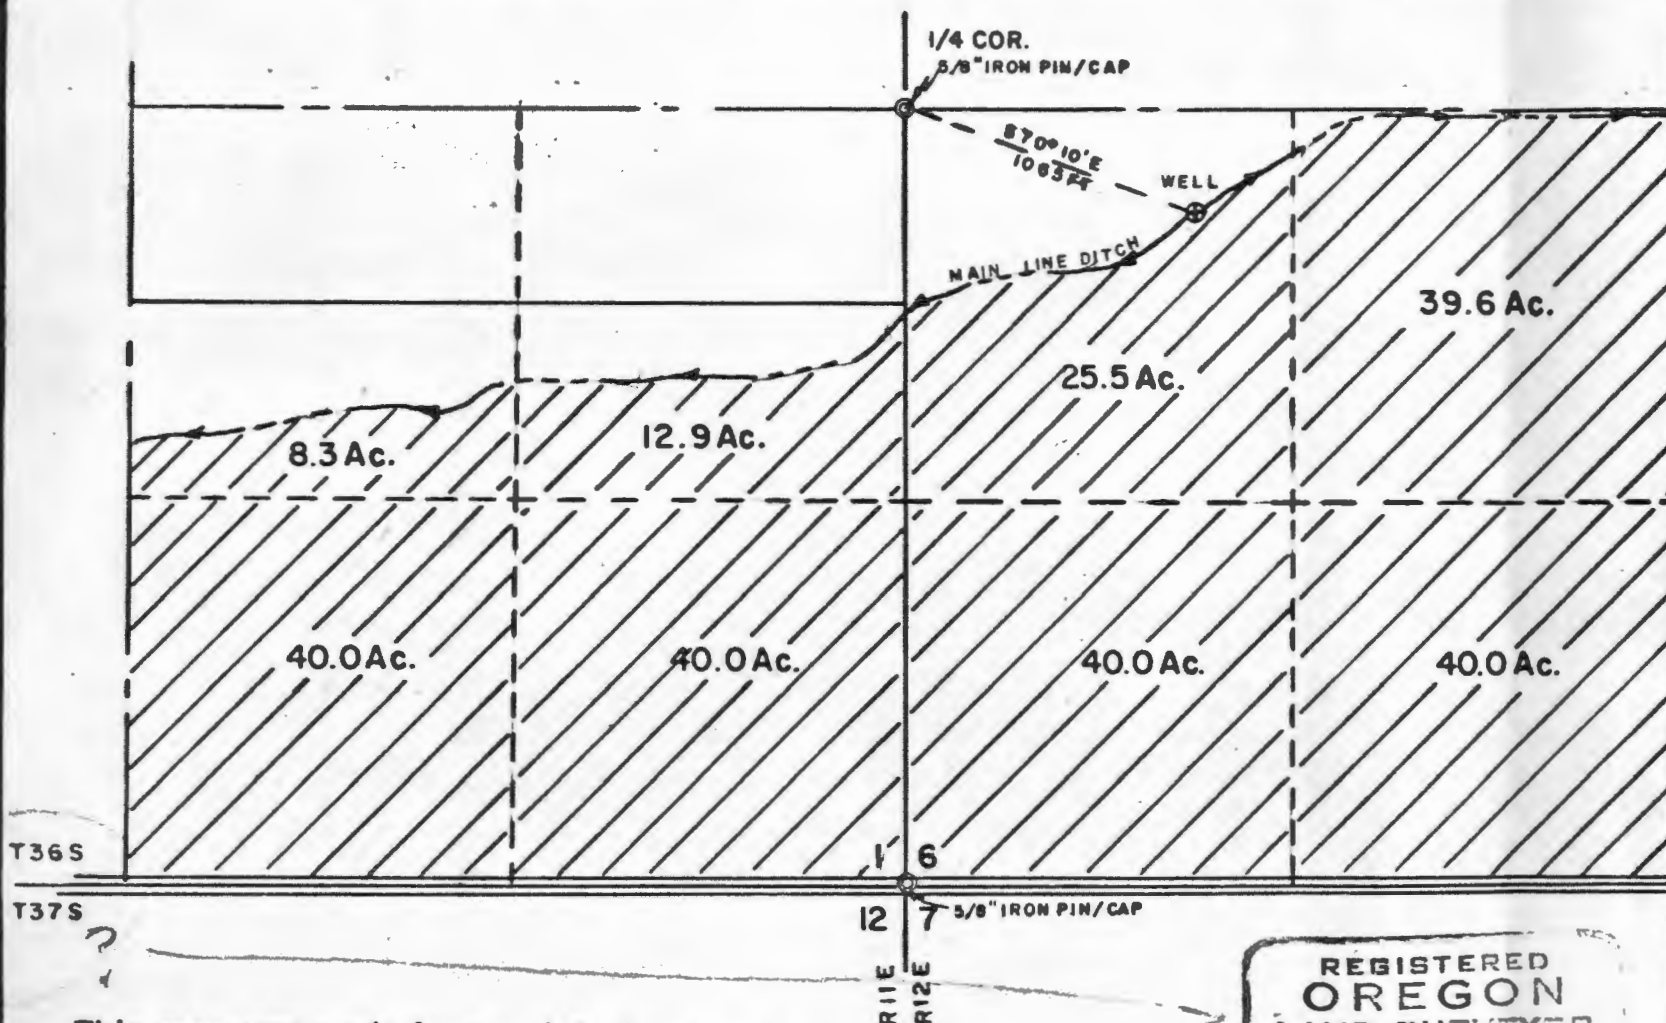 1/4 COR.
5/8" IRON PIN/CAP
S70°10'E
1063 FT
WELL
MAIN LINE DITCH
39.6 Ac.
25.5 Ac.
12.9 Ac.
8.3 Ac.
40.0 Ac.
40.0 Ac.
40.0 Ac.
40.0 Ac.
T36S
1 6
T37S
12 7
5/8" IRON PIN/CAP
?
R11E
R12E
REGISTERED
OREGON